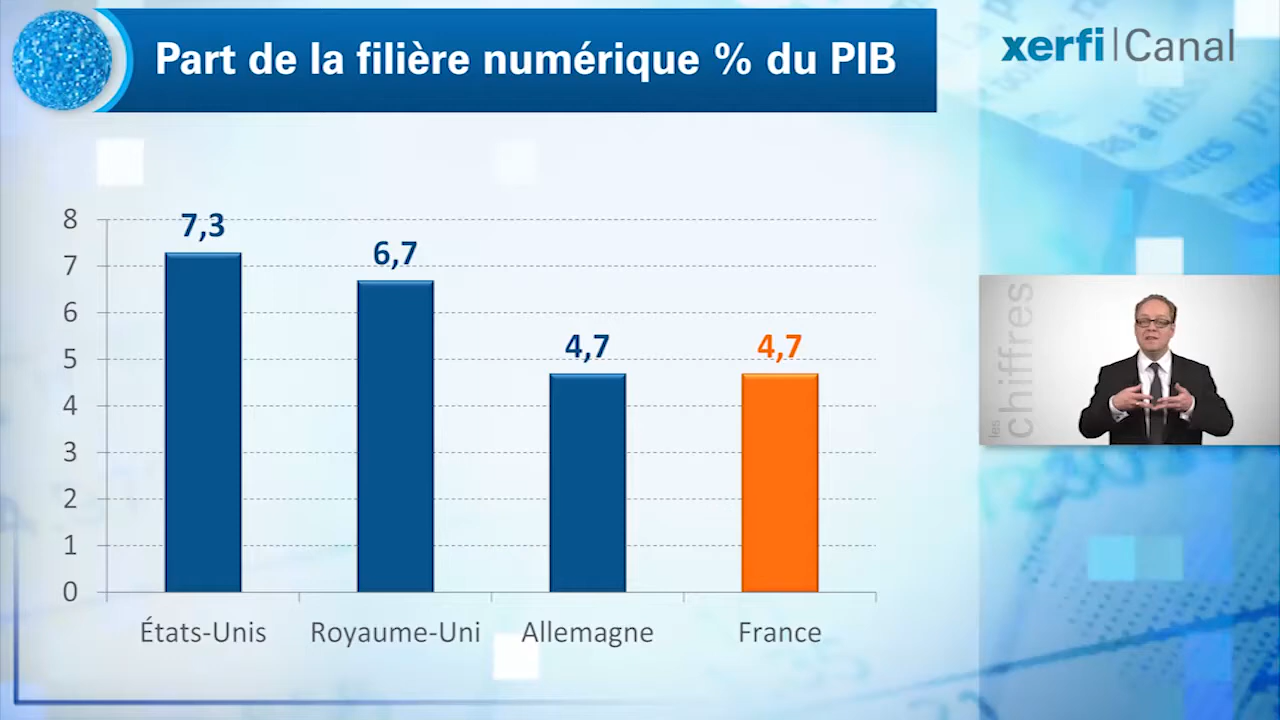 Part de la filière numérique % du PIB
xerfi|Canal
8
7
6
5
4
3
2
1
0
7,3
6,7
4,7
4,7
États-Unis
Royaume-Uni
Allemagne
France
les
chiffres